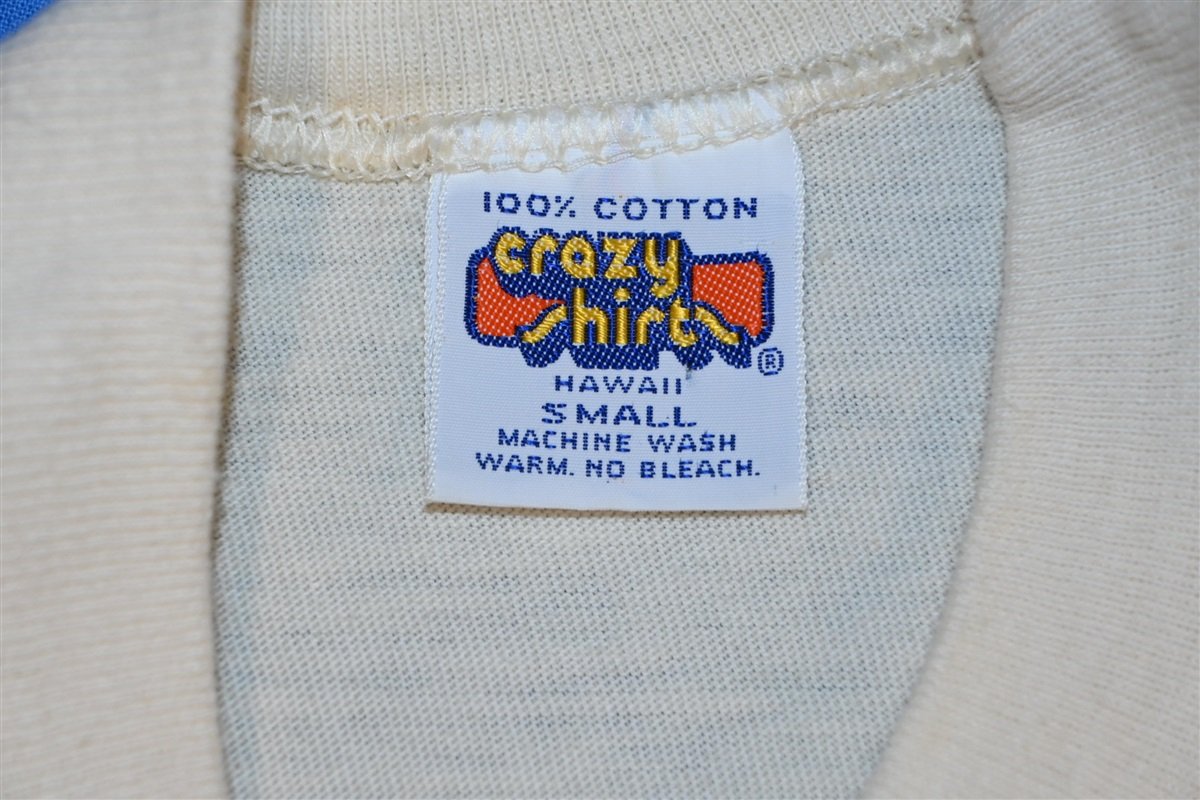 100% COTTON
crazy
shirts
®
HAWAII
SMALL
MACHINE WASH
WARM. NO BLEACH.